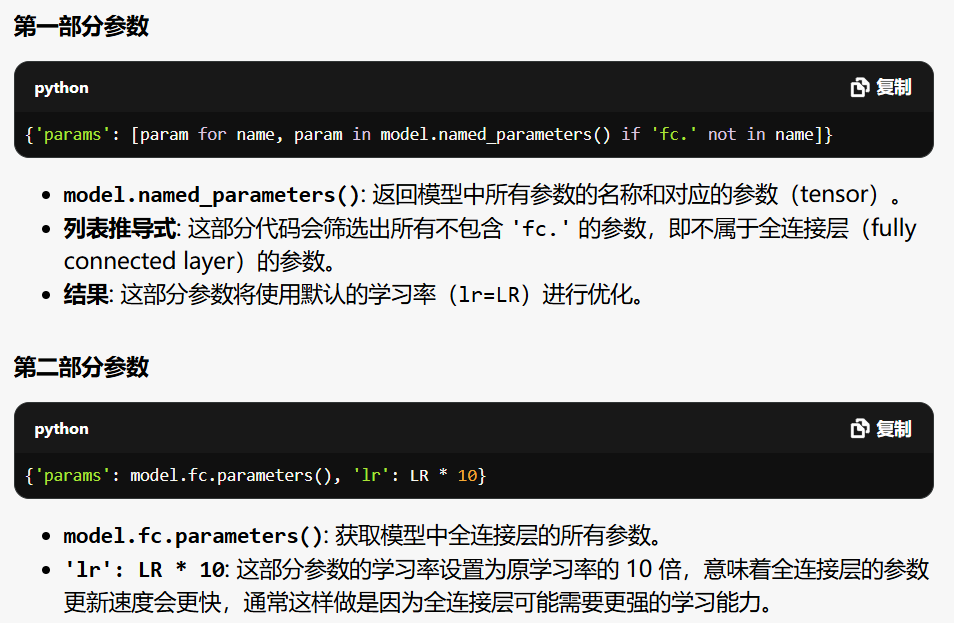 第一部分参数
python 复制
{'params': [param for name, param in model.named_parameters() if 'fc.' not in name]}
• model.named_parameters(): 返回模型中所有参数的名称和对应的参数（tensor）。
• 列表推导式: 这部分代码会筛选出所有不包含 'fc.' 的参数，即不属于全连接层（fully
connected layer）的参数。
• 结果: 这部分参数将使用默认的学习率（lr=LR）进行优化。
第二部分参数
python 复制
{'params': model.fc.parameters(), 'lr': LR * 10}
• model.fc.parameters(): 获取模型中全连接层的所有参数。
• 'lr': LR * 10: 这部分参数的学习率设置为原学习率的 10 倍，意味着全连接层的参数
更新速度会更快，通常这样做是因为全连接层可能需要更强的学习能力。